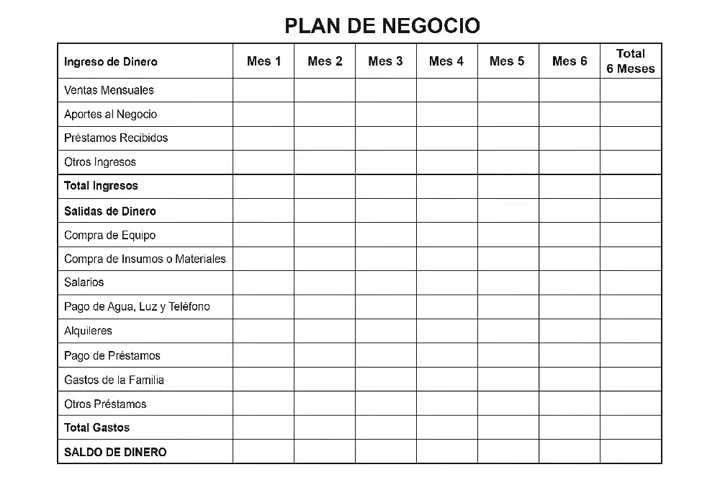 PLAN DE NEGOCIO
Ingreso de Dinero Mes 1 Mes 2 Mes 3 Mes 4 Mes 5 Mes 6 Total 6 Meses
Ventas Mensuales
Aportes al Negocio
Préstamos Recibidos
Otros Ingresos
Total Ingresos
Salidas de Dinero
Compra de Equipo
Compra de Insumos o Materiales
Salarios
Pago de Agua, Luz y Teléfono
Alquileres
Pago de Préstamos
Gastos de la Familia
Otros Préstamos
Total Gastos
SALDO DE DINERO